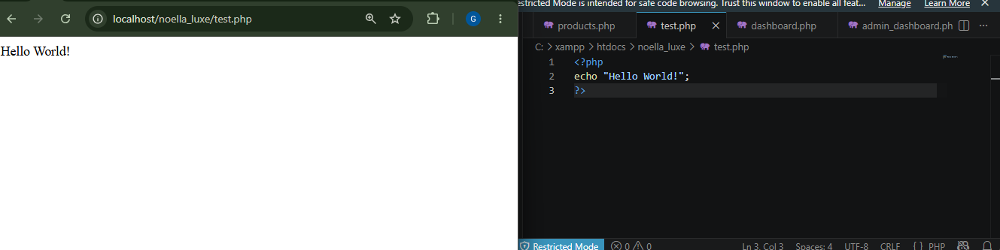 localhost/noella_luxe/test.php
G
Hello World!
estricted Mode is intended for safe code browsing. Trust this window to enable all feat... Manage Learn More
products.php test.php dashboard.php admin_dashboard.ph
C: > xampp > htdocs > noella_luxe > test.php
1 <?php
2 echo "Hello World!";
3 ?>
Restricted Mode 0 0 Ln 3, Col 3 Spaces: 4 UTF-8 CRLF { } PHP